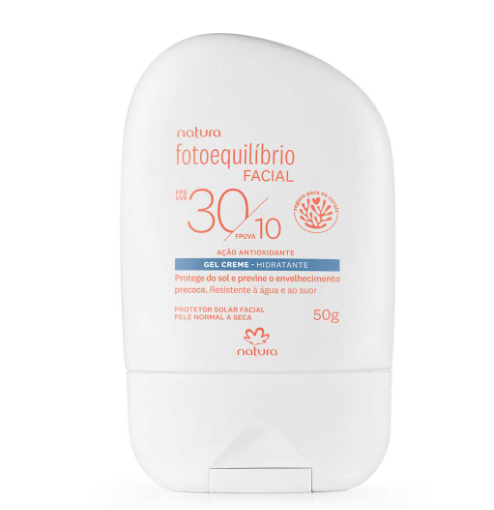 natura
fotoequilíbrio
FACIAL
FPS
UVB
30/10
FPUVA
AÇÃO ANTIOXIDANTE
GEL CREME - HIDRATANTE
Protege do sol e previne o envelhecimento
precoce. Resistente à água e ao suor
PROTETOR SOLAR FACIAL
PELE NORMAL A SECA
50g
natura